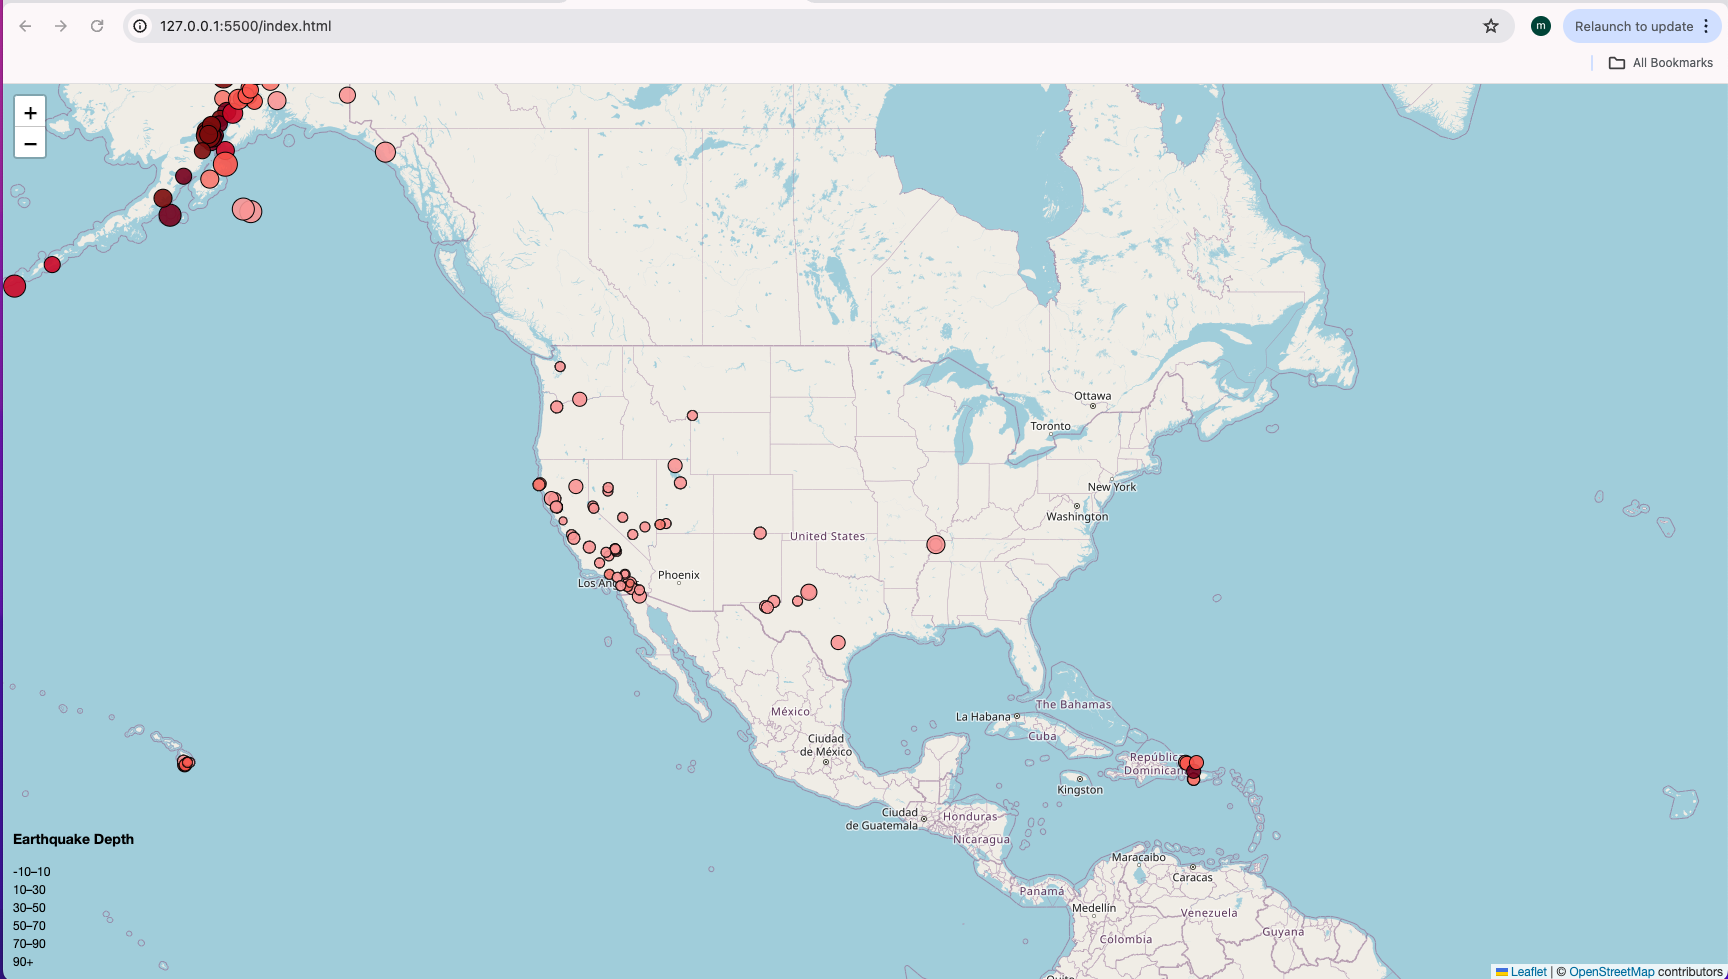 127.0.0.1:5500/index.html
m
Relaunch to update
All Bookmarks
+
−
Ottawa
Toronto
New York
Washington
United States
Phoenix
La Habana
The Bahamas
Cuba
México
Ciudad
de México
República
Dominicana
Kingston
Ciudad
de Guatemala
Honduras
Nicaragua
Maracaibo
Caracas
Panamá
Medellín
Venezuela
Guyana
Colombia
Earthquake Depth
-10–10
10–30
30–50
50–70
70–90
90+
Leaflet | © OpenStreetMap contributors